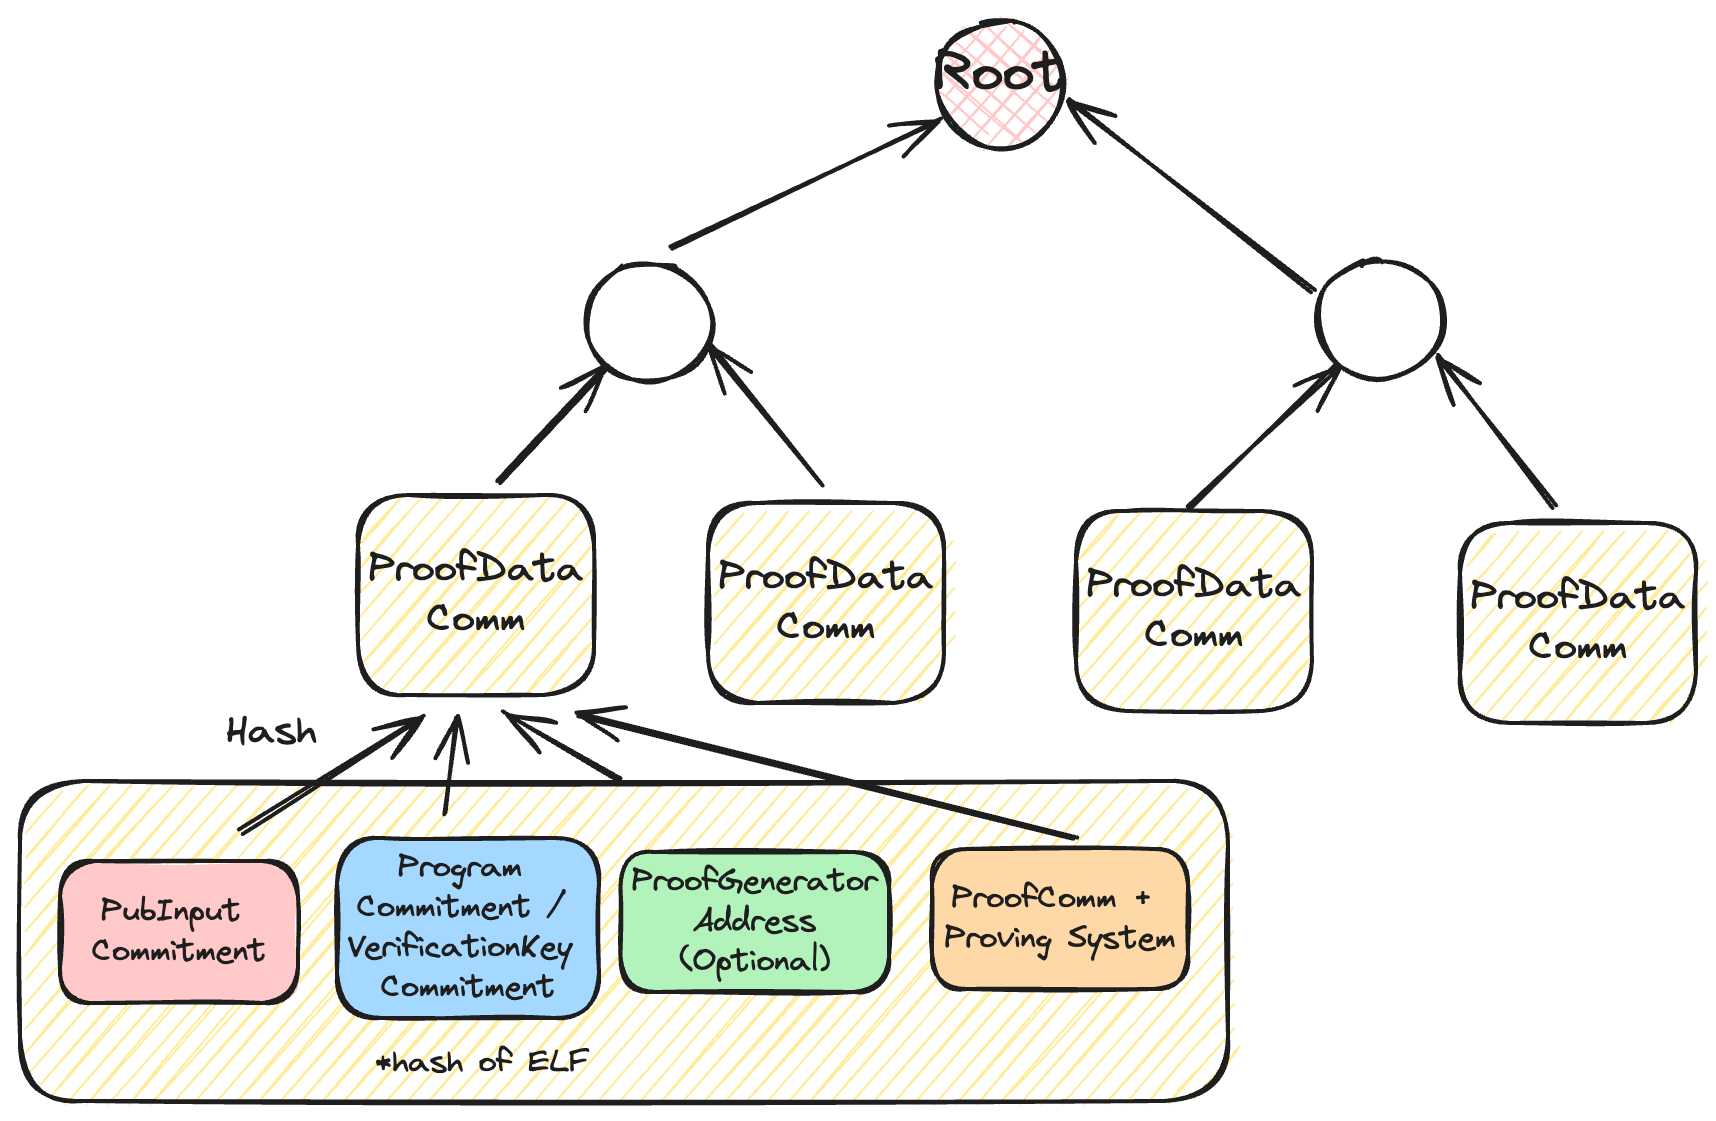 Root
ProofData
Comm
ProofData
Comm
ProofData
Comm
ProofData
Comm
Hash
PubInput
Commitment
Program
Commitment /
VerificationKey
Commitment
ProofGenerator
Address
(Optional)
ProofComm +
Proving System
*hash of ELF